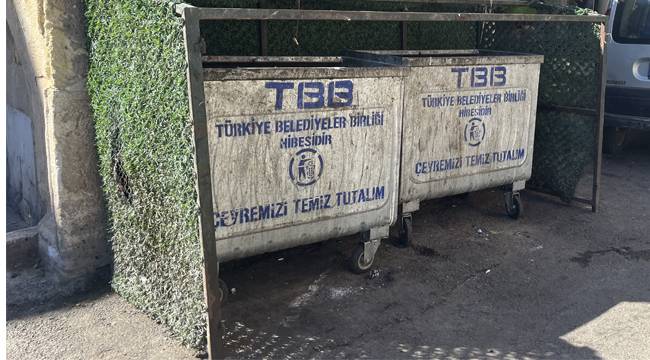 TBB
TÜRKİYE BELEDİYELER BİRLİĞİ
HİBESİDİR
ÇEVREMİZİ TEMİZ TUTALIM
TBB
TÜRKİYE BELEDİYELER BİRLİĞİ
HİBESİDİR
ÇEVREMİZİ TEMİZ TUTALIM